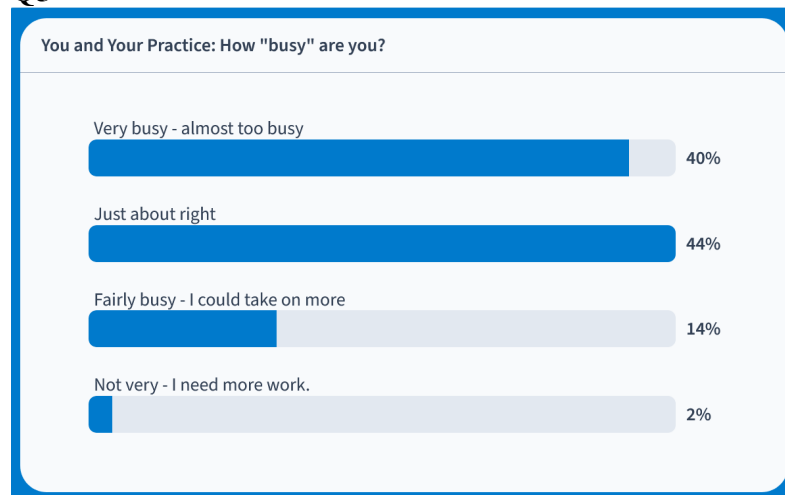 You and Your Practice: How "busy" are you?
Very busy - almost too busy
40%
Just about right
44%
Fairly busy - I could take on more
14%
Not very - I need more work.
2%